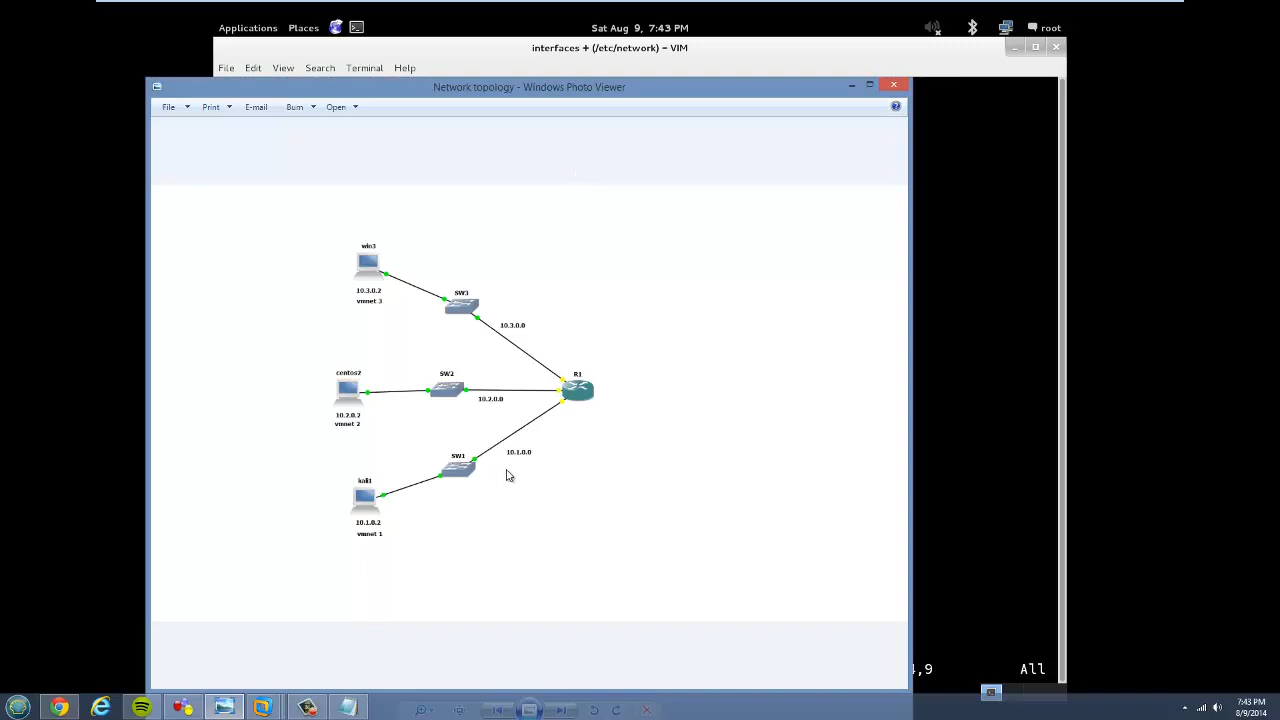 Applications Places
Sat Aug 9, 7:43 PM
root
interfaces + (/etc/network) - VIM
File Edit View Search Terminal Help
Network topology - Windows Photo Viewer
File Print E-mail Burn Open
win3
10.3.0.2
vmnet 3
SW3
10.3.0.0
centos2
10.2.0.2
vmnet 2
SW2
10.2.0.0
R1
SW1
10.1.0.0
kali1
10.1.0.2
vmnet 1
4,9 All
7:43 PM
8/9/2014